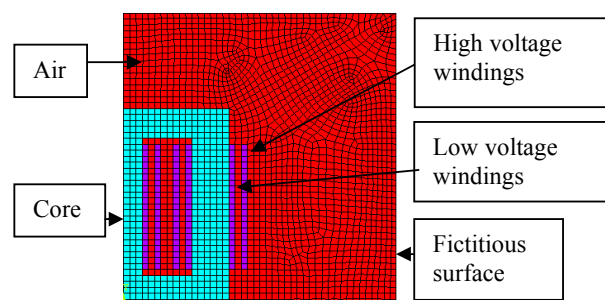 Air
Core
High voltage
windings
Low voltage
windings
Fictitious
surface